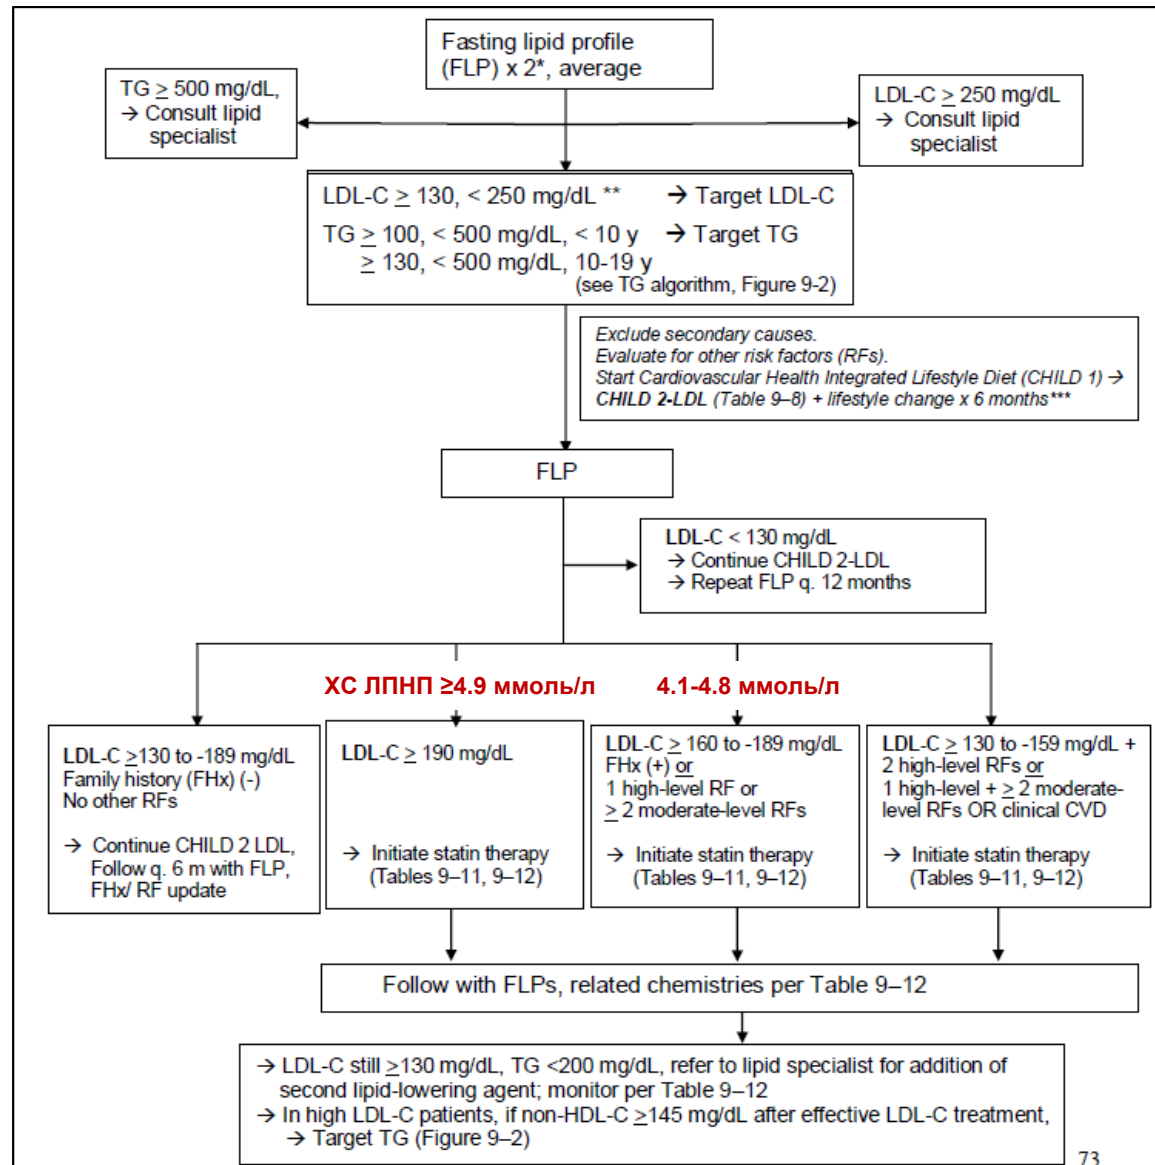 Fasting lipid profile
(FLP) x 2*, average
TG ≥ 500 mg/dL,
→ Consult lipid
specialist
LDL-C ≥ 250 mg/dL
→ Consult lipid
specialist
LDL-C ≥ 130, < 250 mg/dL ** → Target LDL-C
TG ≥ 100, < 500 mg/dL, < 10 y → Target TG
≥ 130, < 500 mg/dL, 10-19 y
(see TG algorithm, Figure 9-2)
Exclude secondary causes.
Evaluate for other risk factors (RFs).
Start Cardiovascular Health Integrated Lifestyle Diet (CHILD 1) →
CHILD 2-LDL (Table 9–8) + lifestyle change x 6 months***
FLP
LDL-C < 130 mg/dL
→ Continue CHILD 2-LDL
→ Repeat FLP q. 12 months
ХС ЛПНП ≥4.9 ммоль/л
4.1-4.8 ммоль/л
LDL-C ≥130 to -189 mg/dL
Family history (FHx) (-)
No other RFs
→ Continue CHILD 2 LDL,
Follow q. 6 m with FLP,
FHx/ RF update
LDL-C ≥ 190 mg/dL
→ Initiate statin therapy
(Tables 9–11, 9–12)
LDL-C ≥ 160 to -189 mg/dL
FHx (+) or
1 high-level RF or
≥ 2 moderate-level RFs
→ Initiate statin therapy
(Tables 9–11, 9–12)
LDL-C ≥ 130 to -159 mg/dL +
2 high-level RFs or
1 high-level + ≥ 2 moderate-
level RFs OR clinical CVD
→ Initiate statin therapy
(Tables 9–11, 9–12)
Follow with FLPs, related chemistries per Table 9–12
→ LDL-C still ≥130 mg/dL, TG <200 mg/dL, refer to lipid specialist for addition of
second lipid-lowering agent; monitor per Table 9–12
→ In high LDL-C patients, if non-HDL-C ≥145 mg/dL after effective LDL-C treatment,
→ Target TG (Figure 9–2)
73